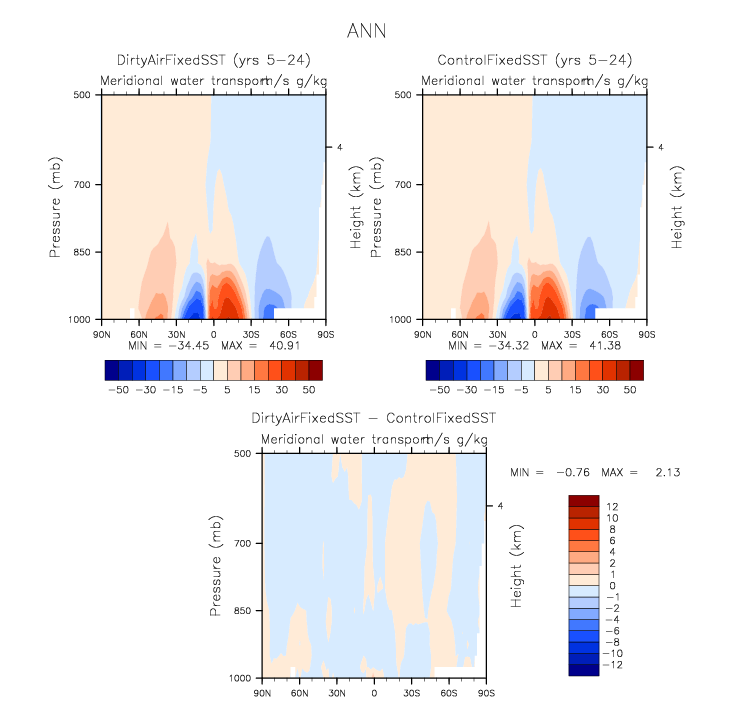 ANN
DirtyAirFixedSST (yrs 5-24)
Meridional water transport m/s g/kg
500
700
850
1000
Pressure (mb)
4
Height (km)
90N 60N 30N 0 30S 60S 90S
MIN = -34.45 MAX = 40.91
-50 -30 -15 -5 5 15 30 50
ControlFixedSST (yrs 5-24)
Meridional water transport m/s g/kg
500
700
850
1000
Pressure (mb)
4
Height (km)
90N 60N 30N 0 30S 60S 90S
MIN = -34.32 MAX = 41.38
-50 -30 -15 -5 5 15 30 50
DirtyAirFixedSST - ControlFixedSST
Meridional water transport m/s g/kg
500
700
850
1000
Pressure (mb)
4
Height (km)
90N 60N 30N 0 30S 60S 90S
MIN = -0.76 MAX = 2.13
12
10
8
6
4
2
1
0
-1
-2
-4
-6
-8
-10
-12